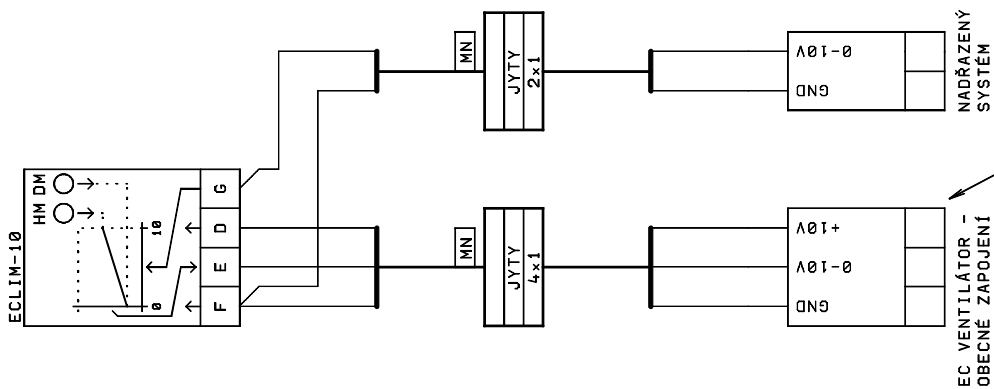 ECLIM-10
HM DM
0
10
F
E
D
G
MN
JYTY
2x1
MN
JYTY
4x1
0-10V
GND
NADŘAZENÝ
SYSTÉM
+10V
0-10V
GND
EC VENTILÁTOR -
OBECNÉ ZAPOJENÍ